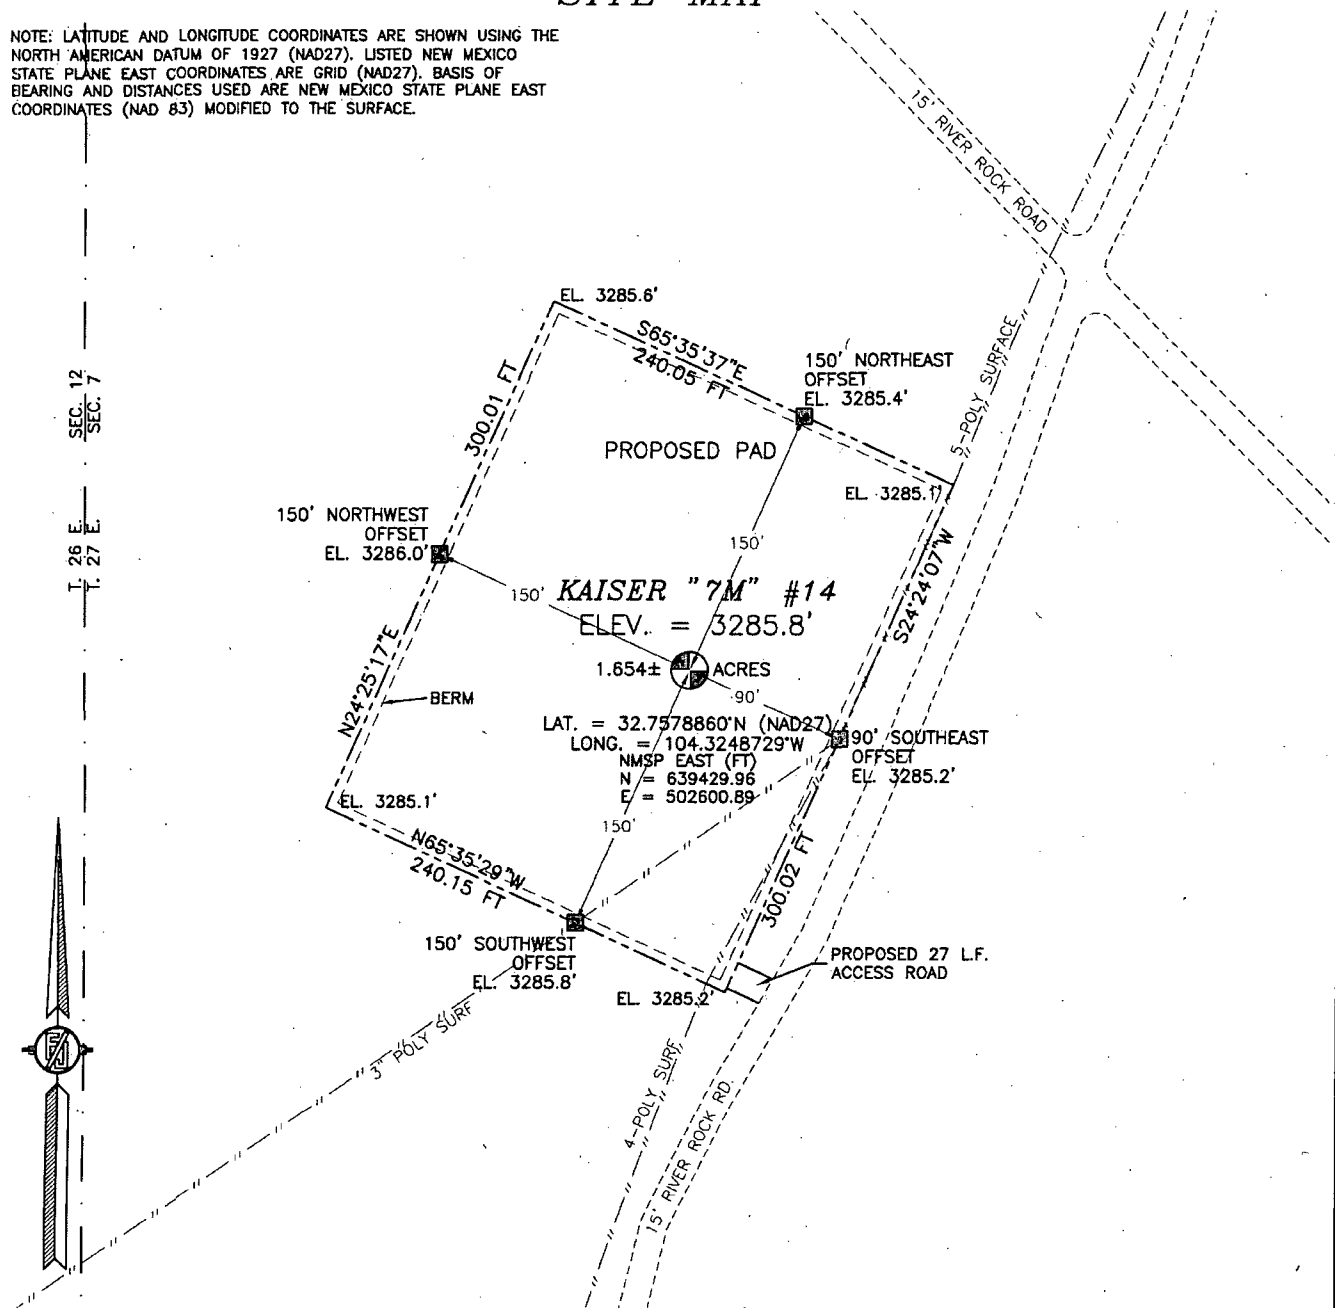 SITE MAP
NOTE: LATITUDE AND LONGITUDE COORDINATES ARE SHOWN USING THE
NORTH AMERICAN DATUM OF 1927 (NAD27). LISTED NEW MEXICO
STATE PLANE EAST COORDINATES ARE GRID (NAD27). BASIS OF
BEARING AND DISTANCES USED ARE NEW MEXICO STATE PLANE EAST
COORDINATES (NAD 83) MODIFIED TO THE SURFACE.
15' RIVER ROCK ROAD
EL. 3285.6'
S65°35'37"E
240.05 FT
150' NORTHEAST
OFFSET
EL. 3285.4'
5-POLY SURFACE
SEC. 12
SEC. 7
300.01 FT
PROPOSED PAD
EL. 3285.1'
T. 26 E.
T. 27 E.
150' NORTHWEST
OFFSET
EL. 3286.0'
150'
S24°24'07"W
150'
KAISER "7M" #14
ELEV. = 3285.8'
1.654± ACRES
90'
N24°25'17"E
BERM
LAT. = 32.7578860°N (NAD27)
LONG. = 104.3248729°W
NMSP EAST (FT)
N = 639429.96
E = 502600.89
90' SOUTHEAST
OFFSET
EL. 3285.2'
EL. 3285.1'
150'
N65°35'29"W
240.15 FT
300.02 FT
150' SOUTHWEST
OFFSET
EL. 3285.8'
PROPOSED 27 L.F.
ACCESS ROAD
EL. 3285.2'
3" POLY SURF
4-POLY SURF
15' RIVER ROCK RD.